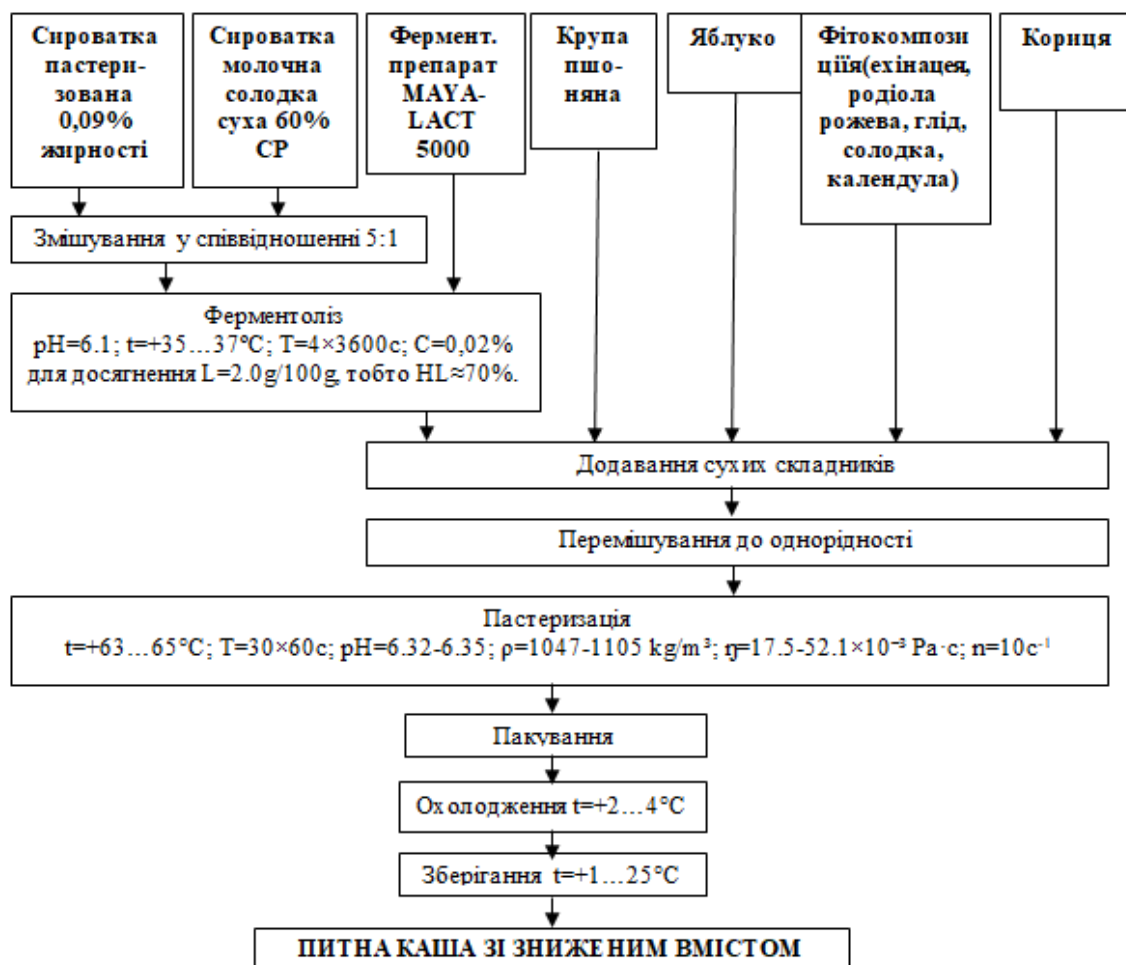 Сироватка
пастери-
зована
0,09%
жирності
Сироватка
молочна
солодка
суха 60%
СР
Фермент.
препарат
MAYA-
LACT
5000
Крупа
пшо-
няна
Яблуко
Фітокомпози
ціїя(ехінацея,
родіола
рожева, глід,
солодка,
календула)
Кориця
Змішування у співвідношенні 5:1
Ферментоліз
pH=6.1; t=+35…37°C; T=4×3600c; C=0,02%
для досягнення L=2.0g/100g, тобто HL≈70%.
Додавання сухих складників
Перемішування до однорідності
Пастеризація
t=+63…65°C; T=30×60c; pH=6.32-6.35; ρ=1047-1105 kg/m³; η=17.5-52.1×10⁻³ Pa·c; n=10c⁻¹
Пакування
Охолодження t=+2…4°C
Зберігання t=+1…25°C
ПИТНА КАША ЗІ ЗНИЖЕНИМ ВМІСТОМ